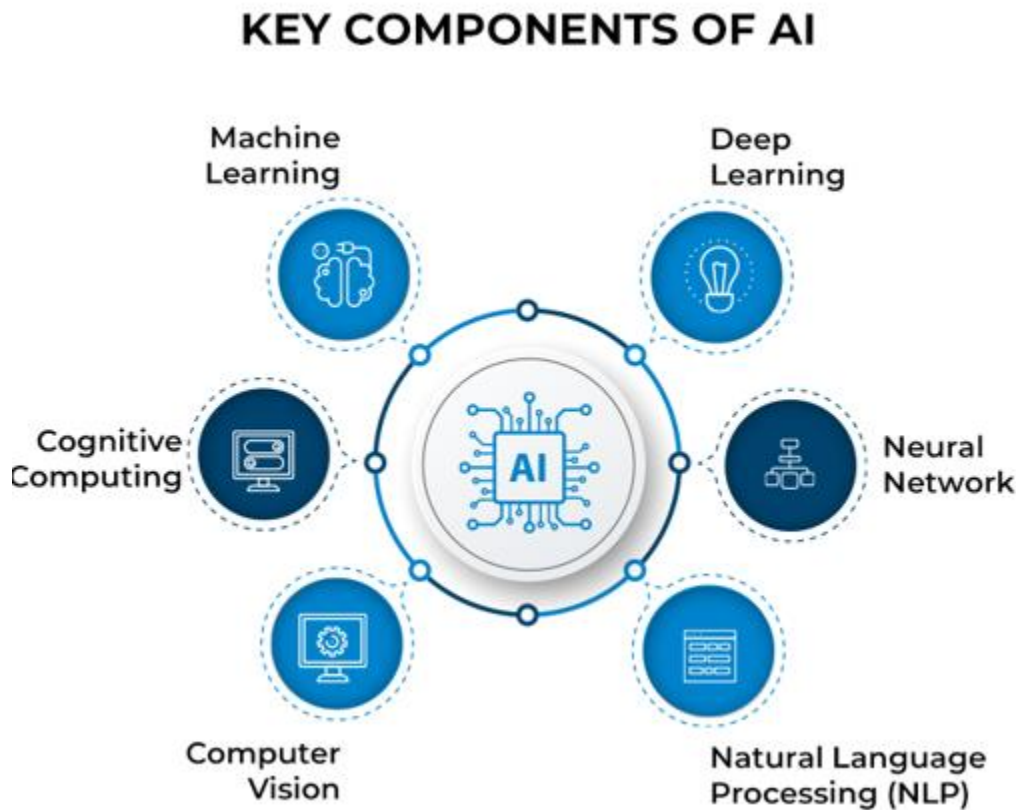 KEY COMPONENTS OF AI
Machine
Learning
Deep
Learning
Cognitive
Computing
AI
Neural
Network
Computer
Vision
Natural Language
Processing (NLP)